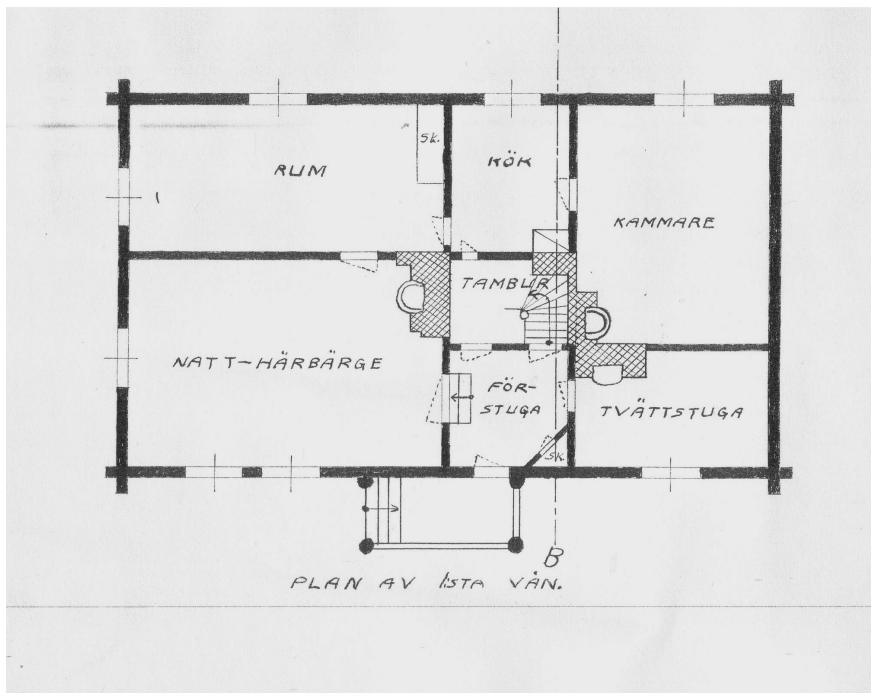 SK.
RUM
KÖK
KAMMARE
TAMBUR
NATT-HÄRBÄRGE
FÖR-
STUGA
TVÄTTSTUGA
SK.
B
PLAN AV 1STA VÅN.